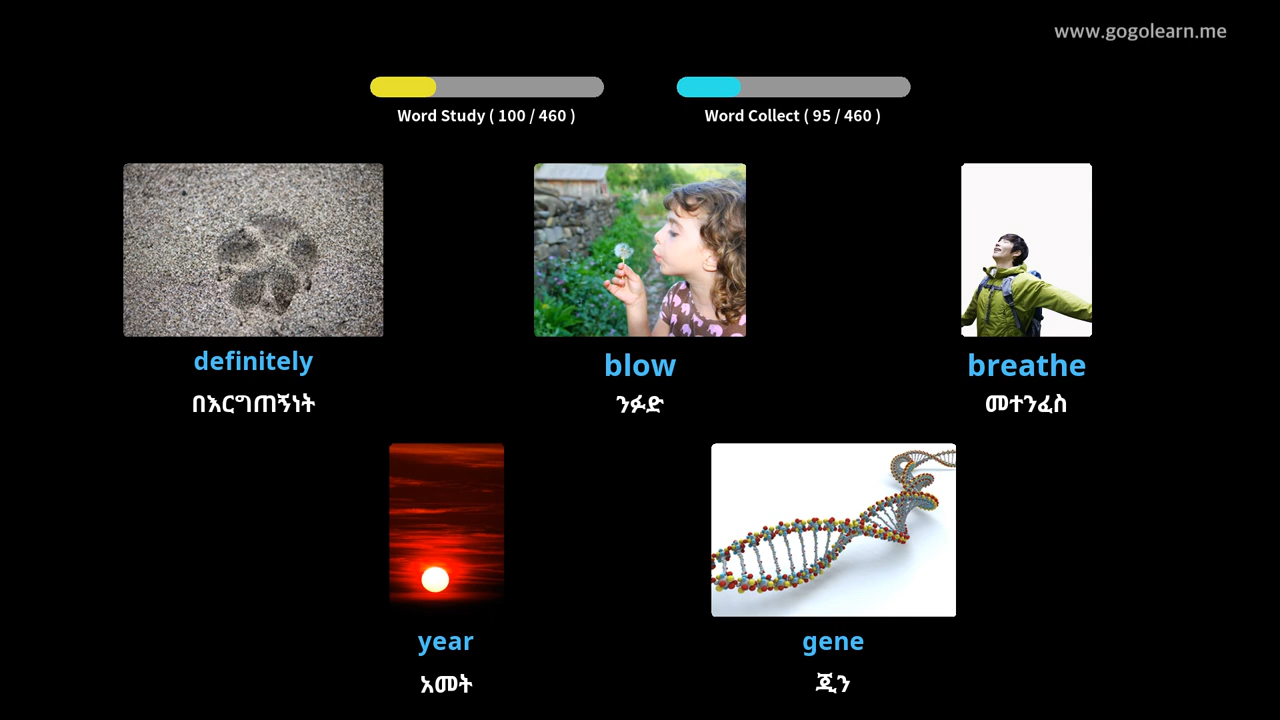 www.gogolearn.me
Word Study ( 100 / 460 )
Word Collect ( 95 / 460 )
definitely
በእርግጠኝነት
blow
ንፉድ
breathe
መተንፈስ
year
አመት
gene
ጂን